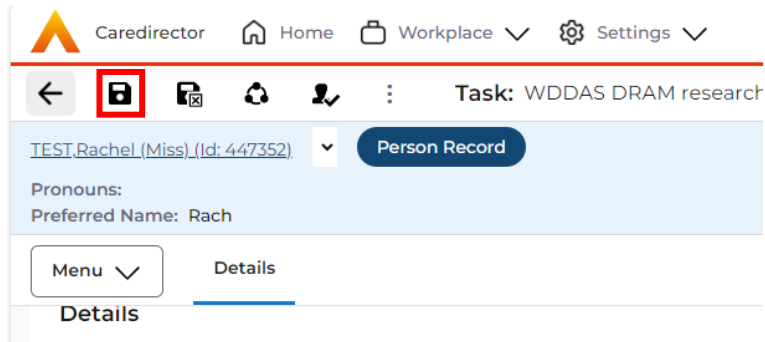 Caredirector Home Workplace Settings
Task: WDDAS DRAM research
TEST,Rachel (Miss) (Id: 447352) Person Record
Pronouns:
Preferred Name: Rach
Menu Details
Details